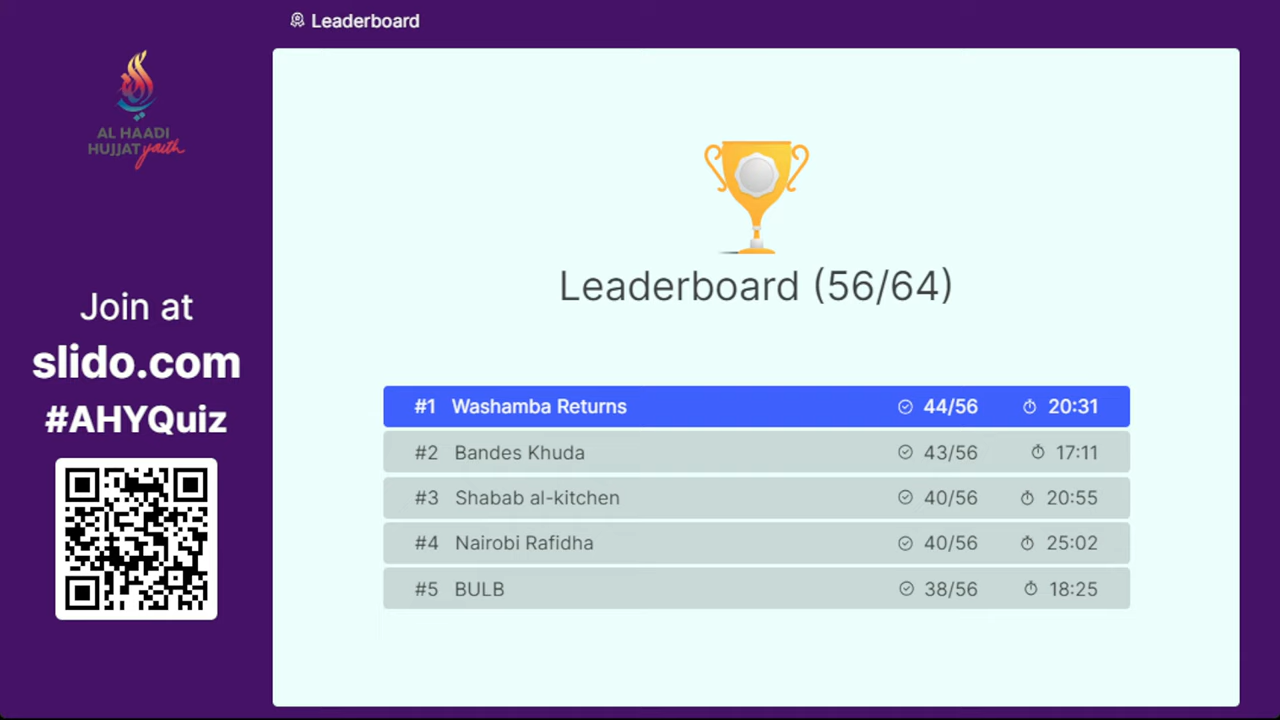 Leaderboard
AL HAADI
HUJJAT youth
Join at
slido.com
#AHYQuiz
Leaderboard (56/64)
#1 Washamba Returns 44/56 20:31
#2 Bandes Khuda 43/56 17:11
#3 Shabab al-kitchen 40/56 20:55
#4 Nairobi Rafidha 40/56 25:02
#5 BULB 38/56 18:25